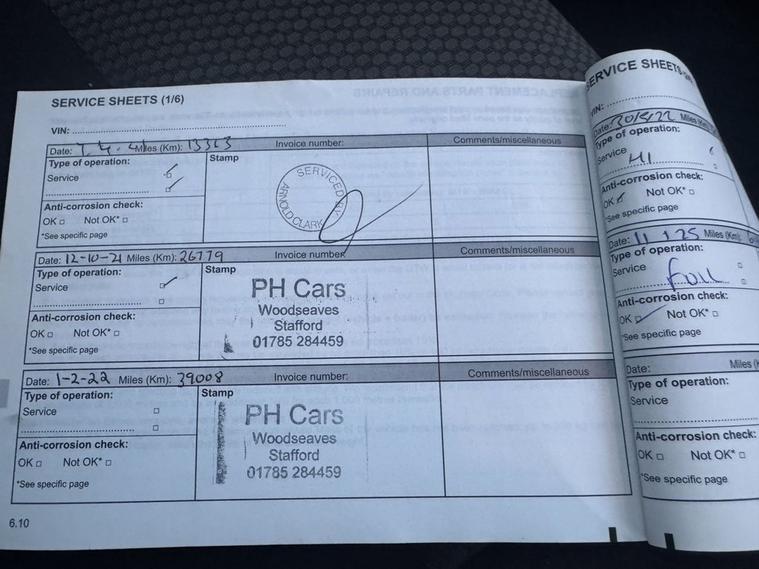 SERVICE SHEETS (1/6)
VIN:
Date: Miles (Km): 13363 Invoice number: Comments/miscellaneous
Type of operation:
Service
Stamp
SERVICED BY
ARNOLD CLARK
Anti-corrosion check:
OK Not OK*
*See specific page
Date: 12-10-21 Miles (Km): 26779 Invoice number: Comments/miscellaneous
Type of operation:
Service
Stamp
PH Cars
Woodseaves
Stafford
01785 284459
Anti-corrosion check:
OK Not OK*
*See specific page
Date: 1-2-22 Miles (Km): 39008 Invoice number: Comments/miscellaneous
Type of operation:
Service
Stamp
PH Cars
Woodseaves
Stafford
01785 284459
Anti-corrosion check:
OK Not OK*
*See specific page
6.10
SERVICE SHEETS
VIN:
Date: Miles (Km):
Type of operation:
Service
Anti-corrosion check:
OK Not OK*
*See specific page
Date: 11 1 25 Miles (Km):
Type of operation:
Service
Full
Anti-corrosion check:
OK Not OK*
*See specific page
Date: Miles (
Type of operation:
Service
Anti-corrosion check:
OK Not OK*
*See specific page